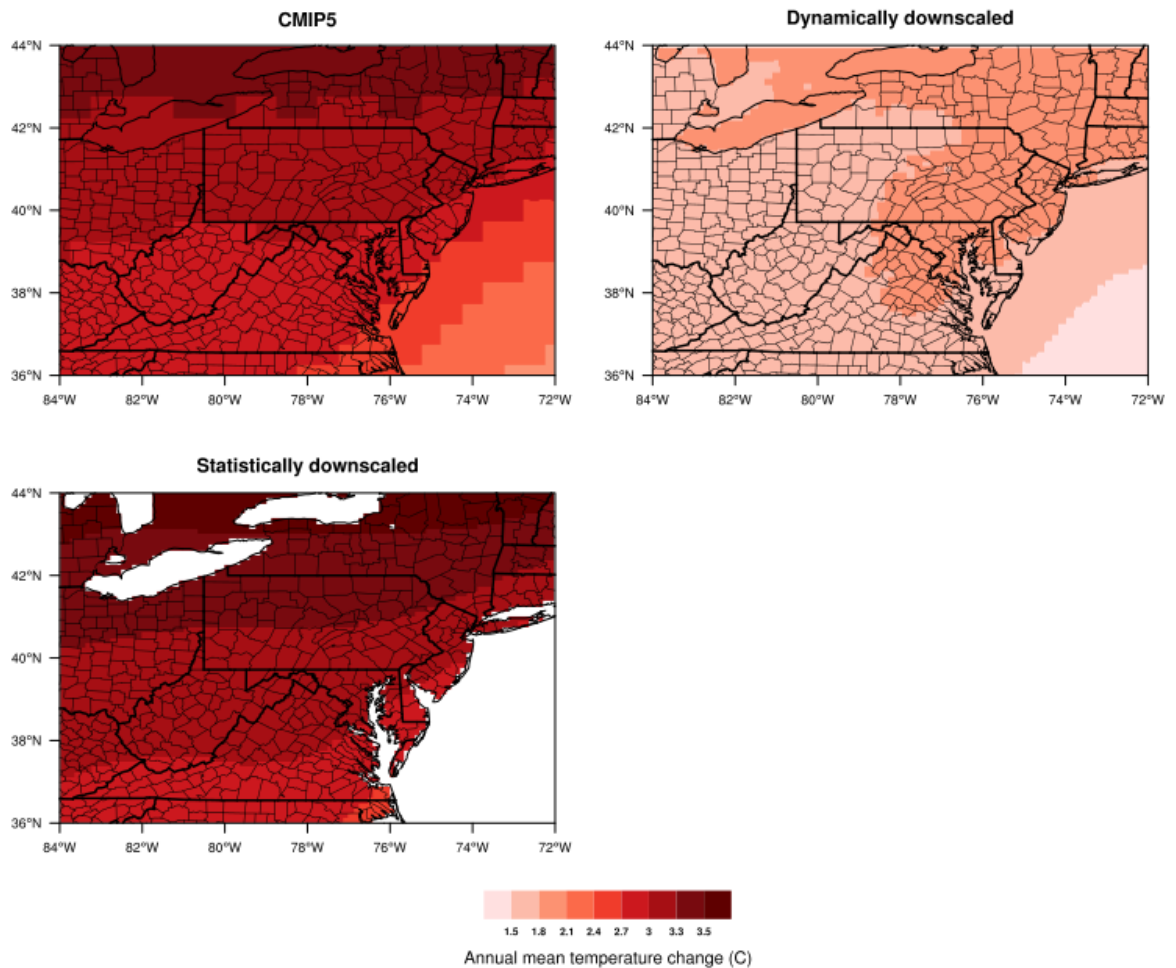 CMIP5
Dynamically downscaled
44°N
42°N
40°N
38°N
36°N
84°W 82°W 80°W 78°W 76°W 74°W 72°W
44°N
42°N
40°N
38°N
36°N
84°W 82°W 80°W 78°W 76°W 74°W 72°W
Statistically downscaled
44°N
42°N
40°N
38°N
36°N
84°W 82°W 80°W 78°W 76°W 74°W 72°W
1.5 1.8 2.1 2.4 2.7 3 3.3 3.5
Annual mean temperature change (C)